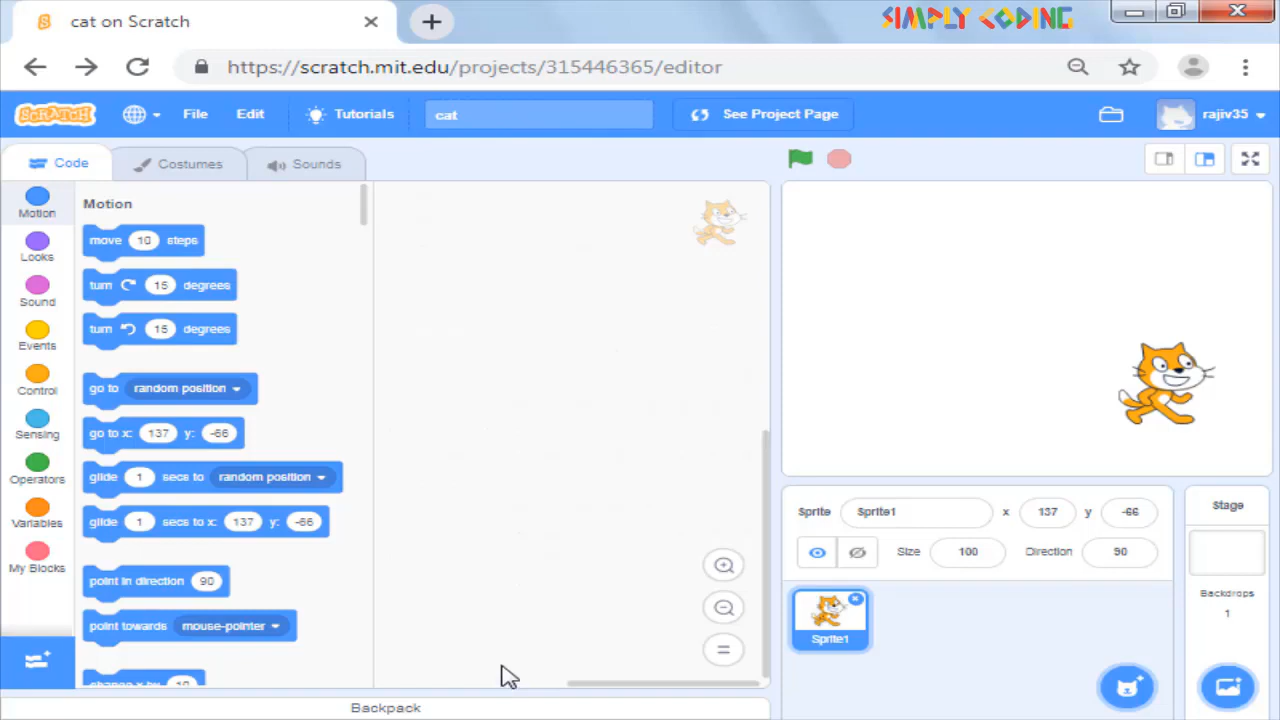 cat on Scratch
SIMPLY CODING
https://scratch.mit.edu/projects/315446365/editor
SCRATCH
File
Edit
Tutorials
cat
See Project Page
rajiv35
Code
Costumes
Sounds
Motion
Looks
Sound
Events
Control
Sensing
Operators
Variables
My Blocks
Motion
move 10 steps
turn 15 degrees
turn 15 degrees
go to random position
go to x: 137 y: -66
glide 1 secs to random position
glide 1 secs to x: 137 y: -66
point in direction 90
point towards mouse-pointer
change x by 10
Backpack
Sprite Sprite1 x 137 y -66
Size 100 Direction 90
Sprite1
Stage
Backdrops
1